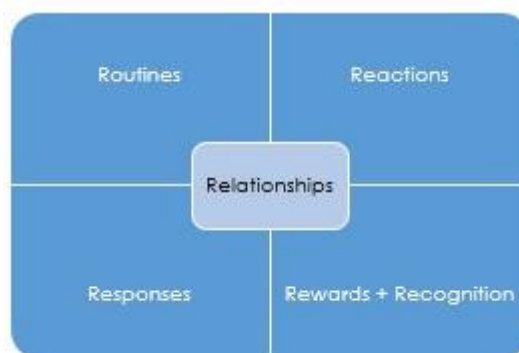 Routines
Reactions
Relationships
Responses
Rewards + Recognition